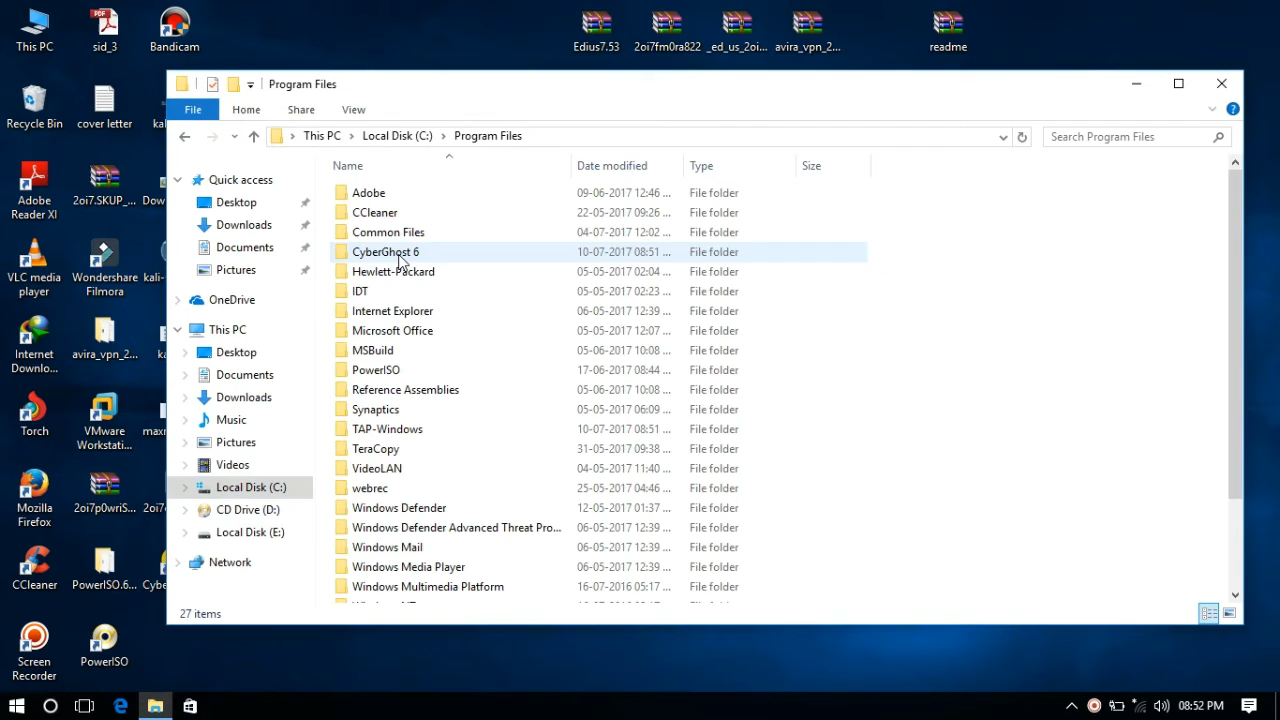 This PC
sid_3
Bandicam
Edius7.53
2oi7fm0ra822
_ed_us_2oi...
avira_vpn_2...
readme
Recycle Bin
cover letter
Adobe
Reader XI
2oi7.SKUP_...
VLC media
player
Wondershare
Filmora
Internet
Downlo...
avira_vpn_2...
Torch
VMware
Workstati...
Mozilla
Firefox
2oi7p0wriS...
CCleaner
PowerISO.6...
Screen
Recorder
PowerISO
Program Files
File
Home
Share
View
This PC
Local Disk (C:)
Program Files
Search Program Files
Quick access
Desktop
Downloads
Documents
Pictures
OneDrive
This PC
Desktop
Documents
Downloads
Music
Pictures
Videos
Local Disk (C:)
CD Drive (D:)
Local Disk (E:)
Network
Name Date modified Type Size
Adobe 09-06-2017 12:46 ... File folder
CCleaner 22-05-2017 09:26 ... File folder
Common Files 04-07-2017 12:02 ... File folder
CyberGhost 6 10-07-2017 08:51 ... File folder
Hewlett-Packard 05-05-2017 02:04 ... File folder
IDT 05-05-2017 02:23 ... File folder
Internet Explorer 06-05-2017 12:39 ... File folder
Microsoft Office 05-05-2017 12:07 ... File folder
MSBuild 05-06-2017 10:08 ... File folder
PowerISO 17-06-2017 08:44 ... File folder
Reference Assemblies 05-06-2017 10:08 ... File folder
Synaptics 05-05-2017 06:09 ... File folder
TAP-Windows 10-07-2017 08:51 ... File folder
TeraCopy 31-05-2017 09:38 ... File folder
VideoLAN 04-05-2017 11:40 ... File folder
webrec 25-05-2017 04:46 ... File folder
Windows Defender 12-05-2017 01:37 ... File folder
Windows Defender Advanced Threat Pro... 06-05-2017 12:39 ... File folder
Windows Mail 06-05-2017 12:39 ... File folder
Windows Media Player 06-05-2017 12:39 ... File folder
Windows Multimedia Platform 16-07-2016 05:17 ... File folder
27 items
08:52 PM